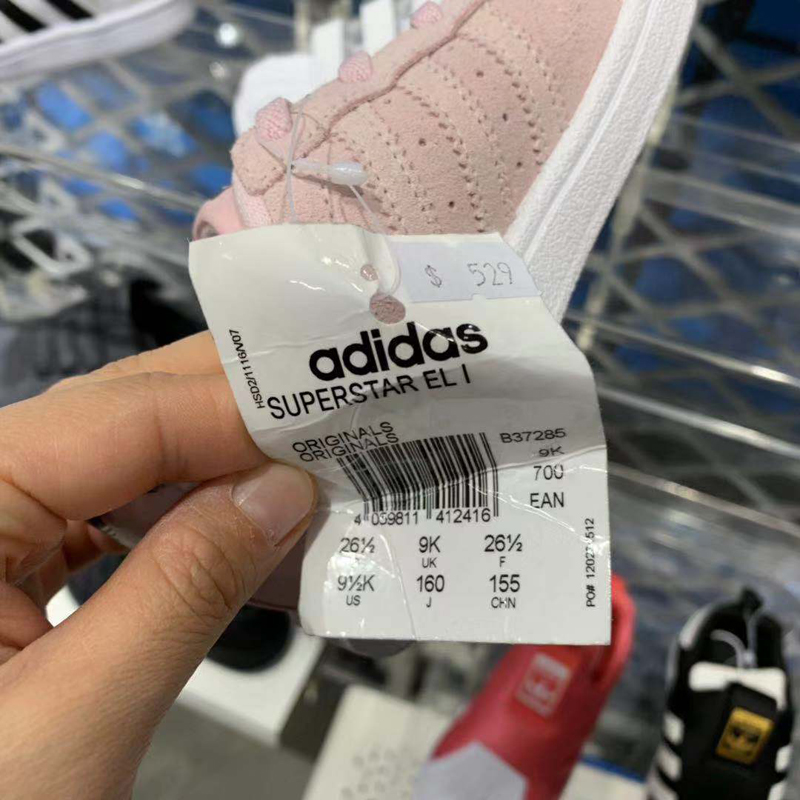 $ 529
HSD2/1116/V07
adidas
SUPERSTAR EL I
ORIGINALS
ORIGINALS
B37285
9K
700
EAN
4 059811 412416
26½ 9K 26½
UK F
9½K 160 155
US J CHN